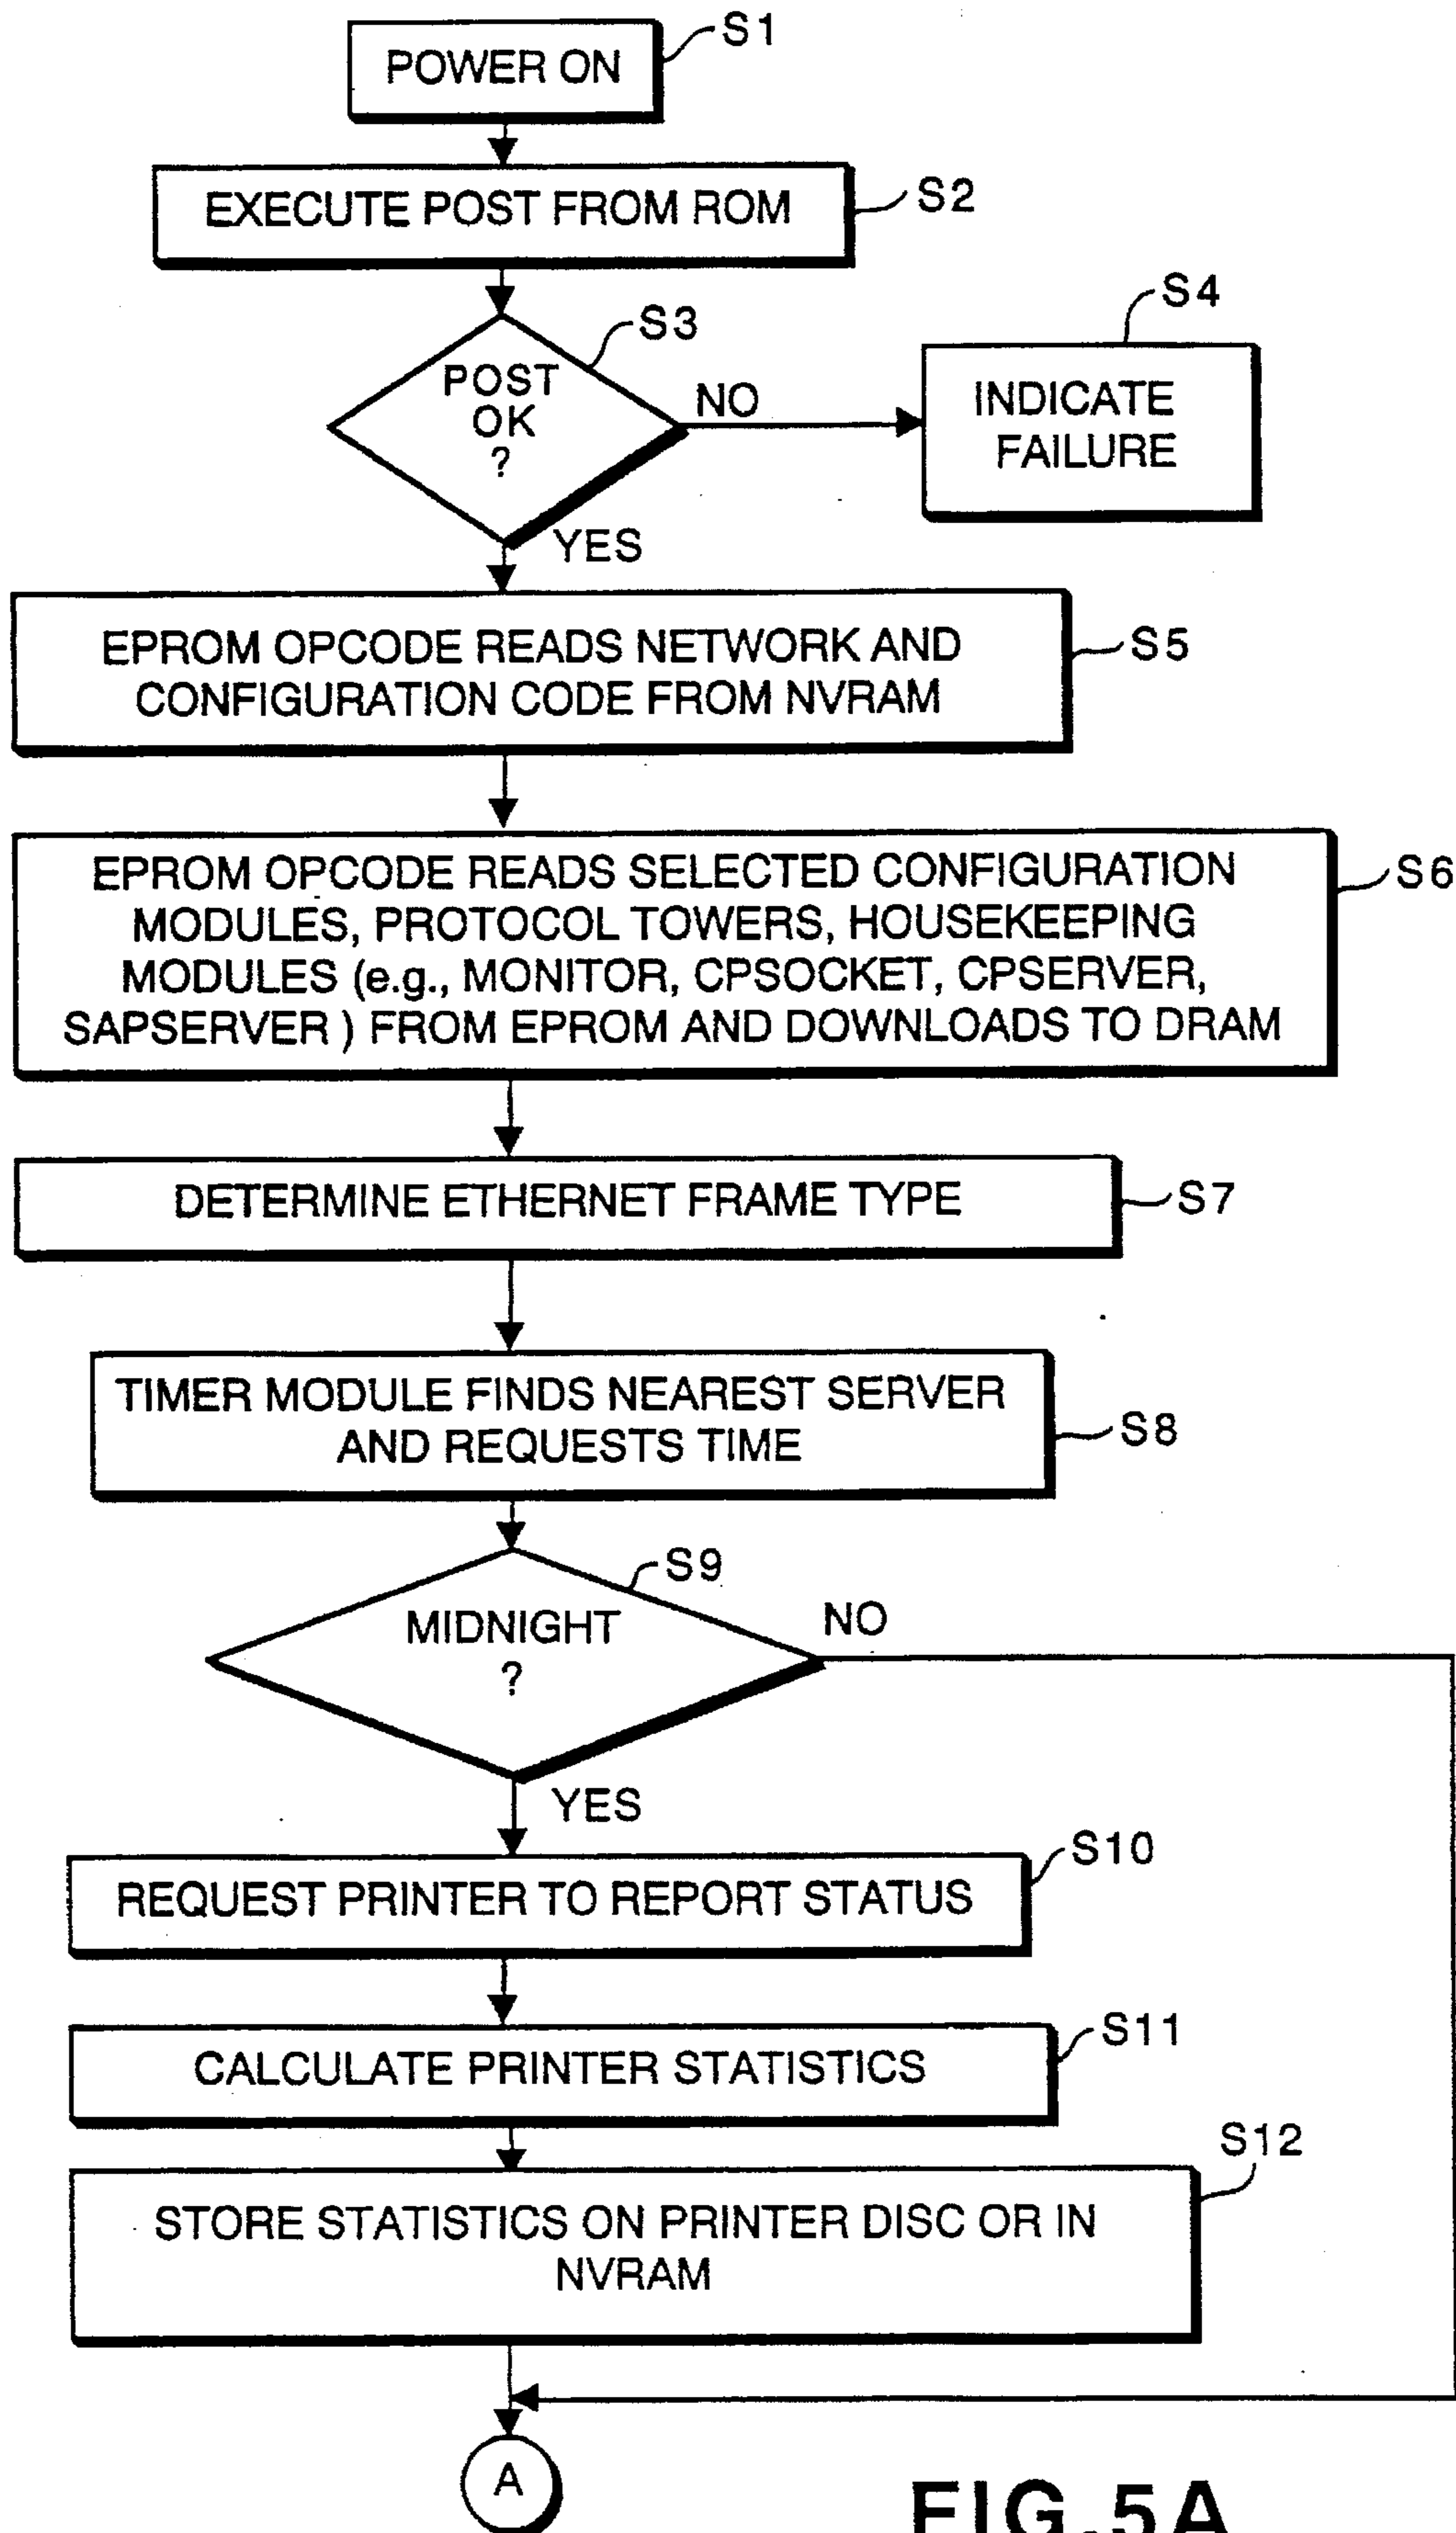 S1
POWER ON
EXECUTE POST FROM ROM
S2
S3
POST
OK
?
NO
S4
INDICATE
FAILURE
YES
EPROM OPCODE READS NETWORK AND
CONFIGURATION CODE FROM NVRAM
S5
EPROM OPCODE READS SELECTED CONFIGURATION
MODULES, PROTOCOL TOWERS, HOUSEKEEPING
MODULES (e.g., MONITOR, CPSOCKET, CPSERVER,
SAPSERVER ) FROM EPROM AND DOWNLOADS TO DRAM
S6
DETERMINE ETHERNET FRAME TYPE
S7
TIMER MODULE FINDS NEAREST SERVER
AND REQUESTS TIME
S8
S9
MIDNIGHT
?
NO
YES
S10
REQUEST PRINTER TO REPORT STATUS
S11
CALCULATE PRINTER STATISTICS
S12
STORE STATISTICS ON PRINTER DISC OR IN
NVRAM
A
FIG.5A